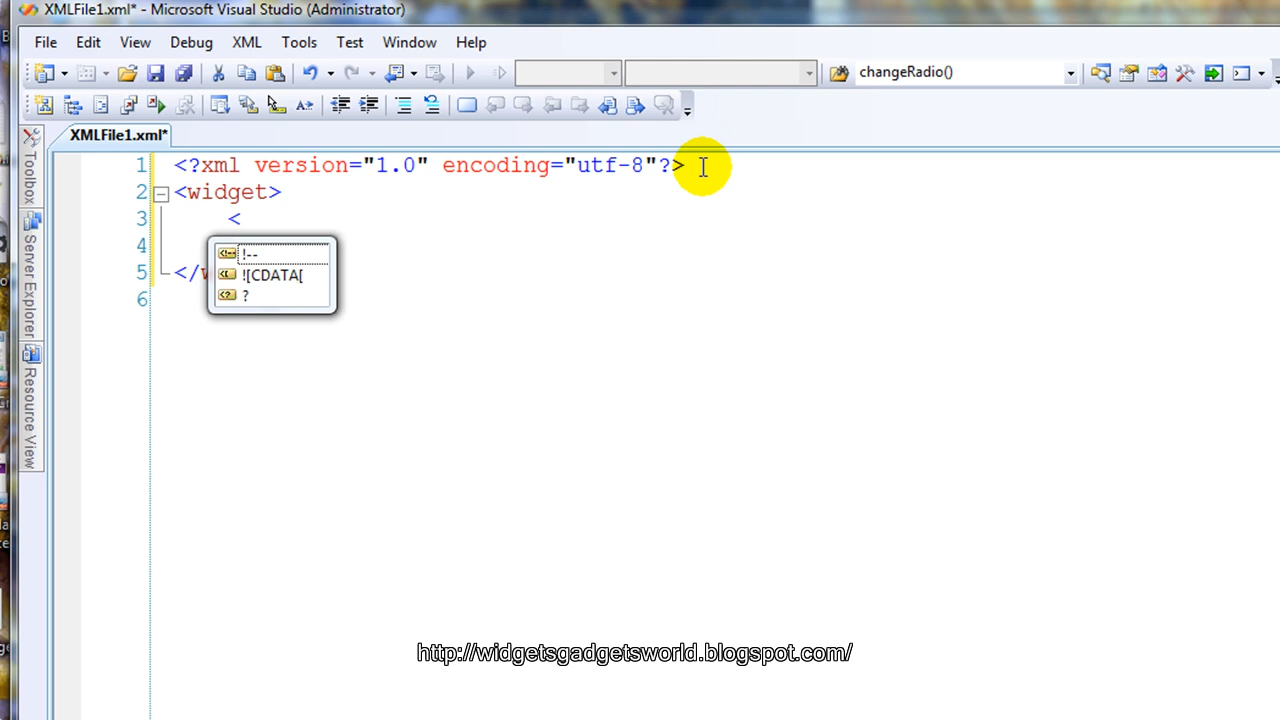 XMLFile1.xml* - Microsoft Visual Studio (Administrator)
File Edit View Debug XML Tools Test Window Help
changeRadio()
XMLFile1.xml*
Toolbox
Server Explorer
Resource View
1 <?xml version="1.0" encoding="utf-8"?>
2 <widget>
3 <
4
5 </w
6
!--
![CDATA[
?
http://widgetsgadgetsworld.blogspot.com/